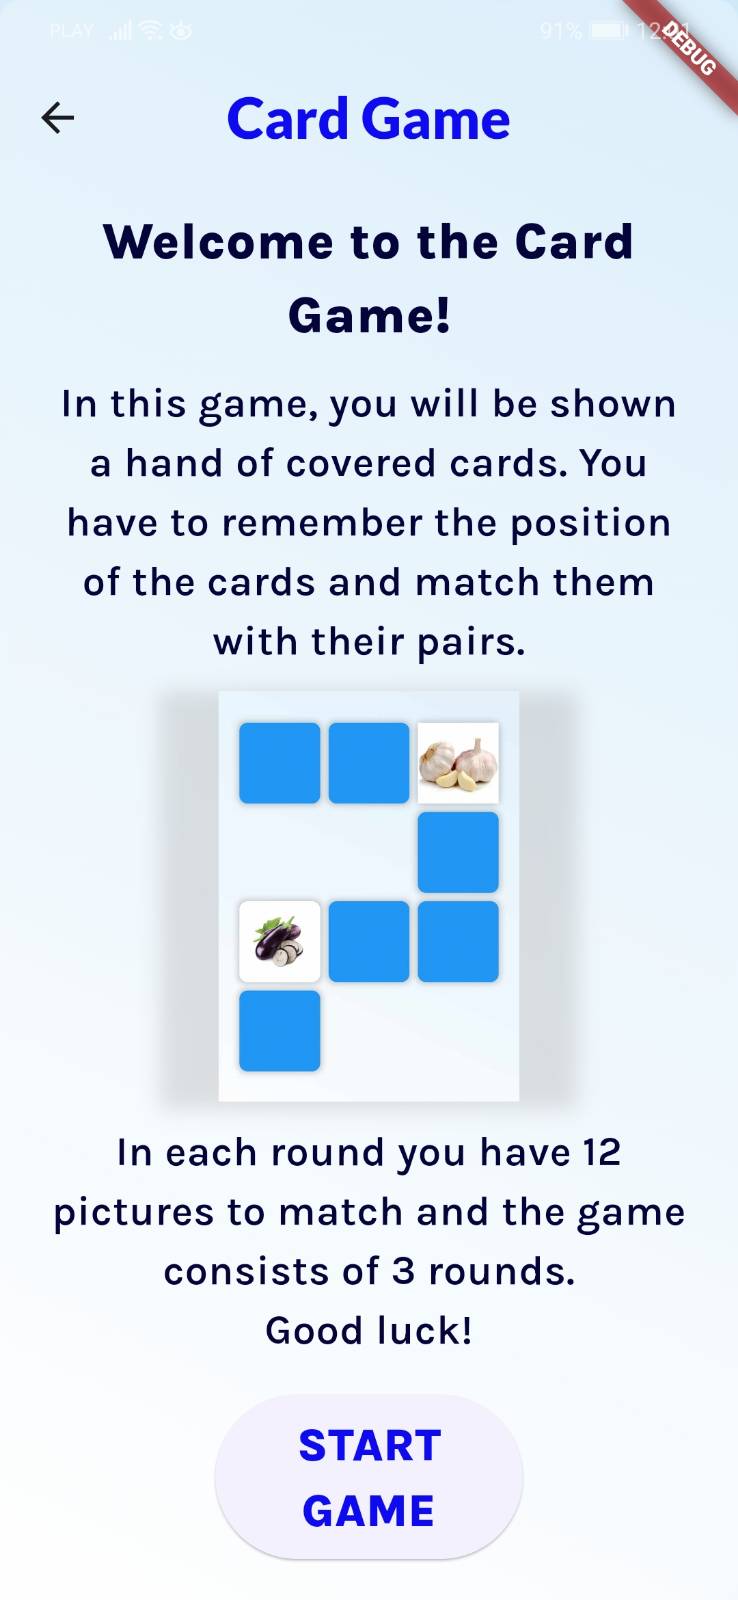 PLAY 91%
DEBUG
Card Game
Welcome to the Card
Game!
In this game, you will be shown
a hand of covered cards. You
have to remember the position
of the cards and match them
with their pairs.
In each round you have 12
pictures to match and the game
consists of 3 rounds.
Good luck!
START
GAME